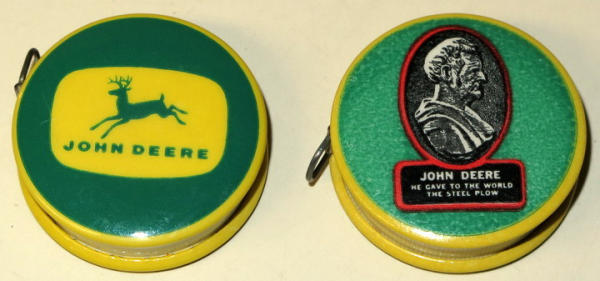 JOHN DEERE
JOHN DEERE
HE GAVE TO THE WORLD
THE STEEL PLOW